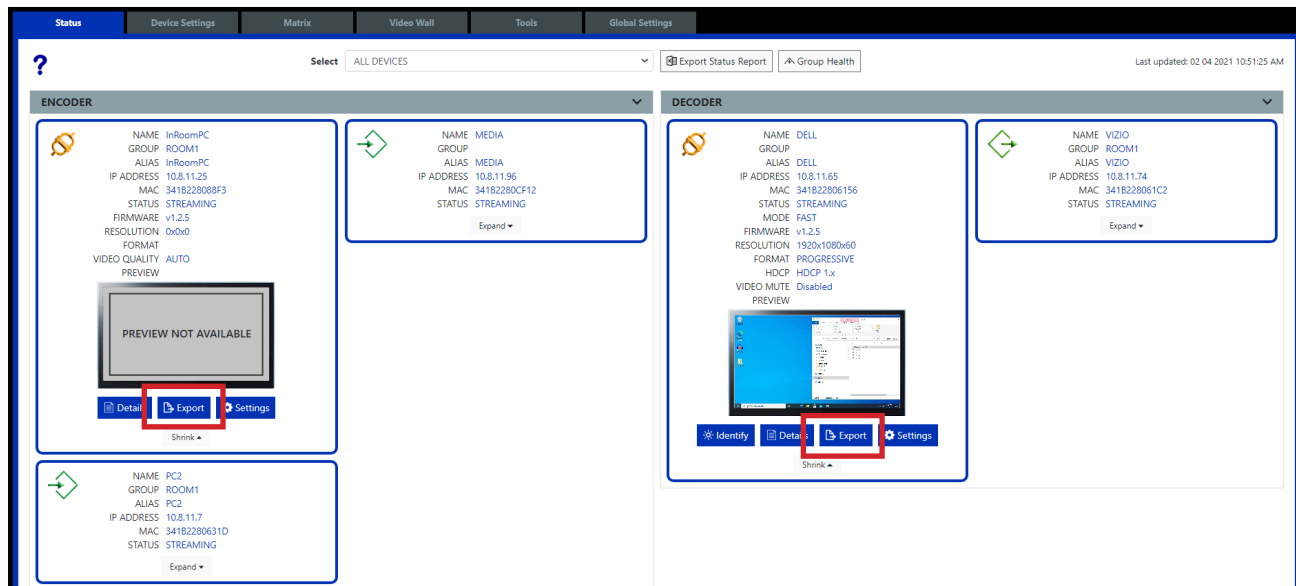 Status Device Settings Matrix Video Wall Tools Global Settings
? Select ALL DEVICES Export Status Report Group Health Last updated: 02 04 2021 10:51:25 AM
ENCODER
NAME InRoomPC
GROUP ROOM1
ALIAS InRoomPC
IP ADDRESS 10.8.11.25
MAC 341B228088F3
STATUS STREAMING
FIRMWARE v1.2.5
RESOLUTION 0x0x0
FORMAT
VIDEO QUALITY AUTO
PREVIEW
PREVIEW NOT AVAILABLE
Details Export Settings
Shrink
NAME MEDIA
GROUP
ALIAS MEDIA
IP ADDRESS 10.8.11.96
MAC 341B2280CF12
STATUS STREAMING
Expand
NAME PC2
GROUP ROOM1
ALIAS PC2
IP ADDRESS 10.8.11.7
MAC 341B2280631D
STATUS STREAMING
Expand
DECODER
NAME DELL
GROUP
ALIAS DELL
IP ADDRESS 10.8.11.65
MAC 341B22806156
STATUS STREAMING
MODE FAST
FIRMWARE v1.2.5
RESOLUTION 1920x1080x60
FORMAT PROGRESSIVE
HDCP HDCP 1.x
VIDEO MUTE Disabled
PREVIEW
Identify Details Export Settings
Shrink
NAME VIZIO
GROUP ROOM1
ALIAS VIZIO
IP ADDRESS 10.8.11.74
MAC 341B228061C2
STATUS STREAMING
Expand